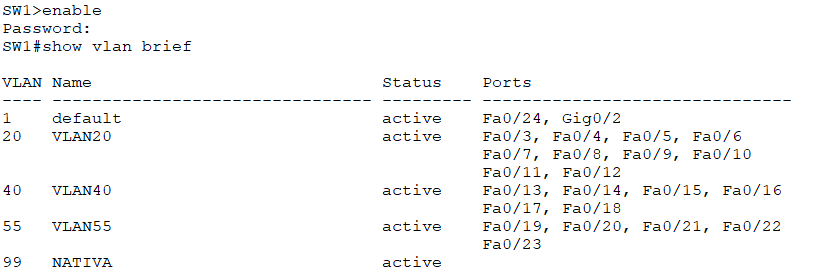 SW1>enable
Password:
SW1#show vlan brief
VLAN Name                             Status    Ports
---- -------------------------------- --------- -------------------------------
1    default                          active    Fa0/24, Gig0/2
20   VLAN20                           active    Fa0/3, Fa0/4, Fa0/5, Fa0/6
                                                Fa0/7, Fa0/8, Fa0/9, Fa0/10
                                                Fa0/11, Fa0/12
40   VLAN40                           active    Fa0/13, Fa0/14, Fa0/15, Fa0/16
                                                Fa0/17, Fa0/18
55   VLAN55                           active    Fa0/19, Fa0/20, Fa0/21, Fa0/22
                                                Fa0/23
99   NATIVA                           active